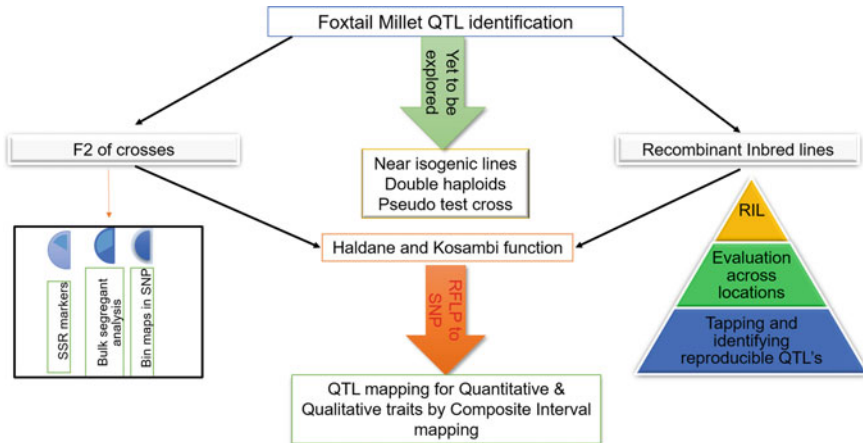 Foxtail Millet QTL identification
Yet to be
explored
F2 of crosses
Near isogenic lines
Double haploids
Pseudo test cross
Recombinant Inbred lines
SSR markers
Bulk segregant
analysis
Bin maps in SNP
Haldane and Kosambi function
RFLP to
SNP
RIL
Evaluation
across
locations
Tapping and
identifying
reproducible QTL's
QTL mapping for Quantitative &
Qualitative traits by Composite Interval
mapping